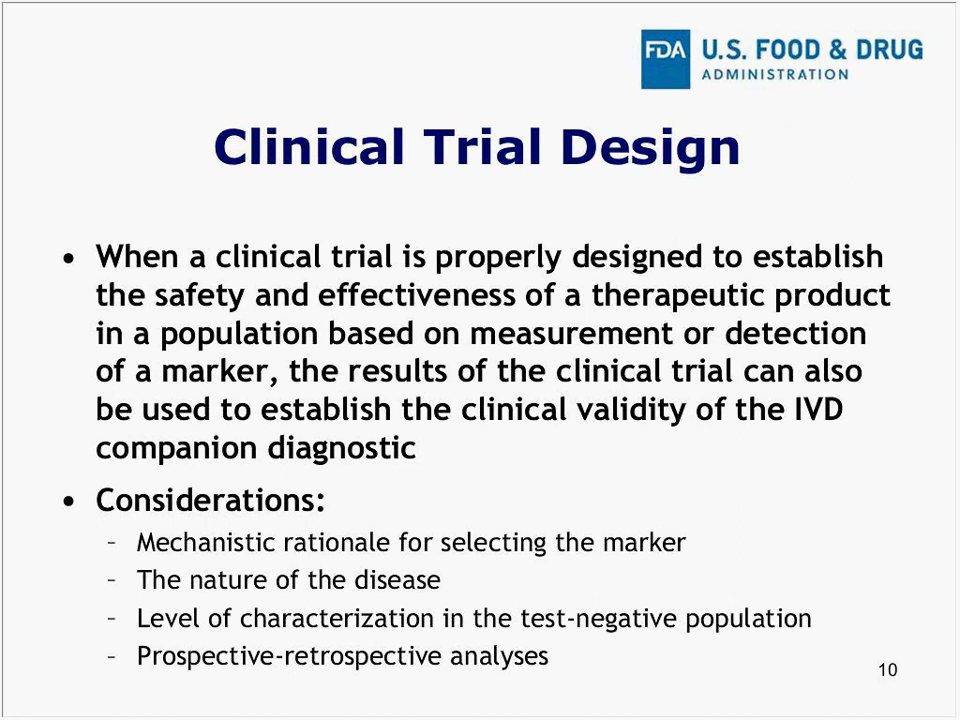 FDA U.S. FOOD & DRUG
ADMINISTRATION
Clinical Trial Design
• When a clinical trial is properly designed to establish
the safety and effectiveness of a therapeutic product
in a population based on measurement or detection
of a marker, the results of the clinical trial can also
be used to establish the clinical validity of the IVD
companion diagnostic
• Considerations:
– Mechanistic rationale for selecting the marker
– The nature of the disease
– Level of characterization in the test-negative population
– Prospective-retrospective analyses
10